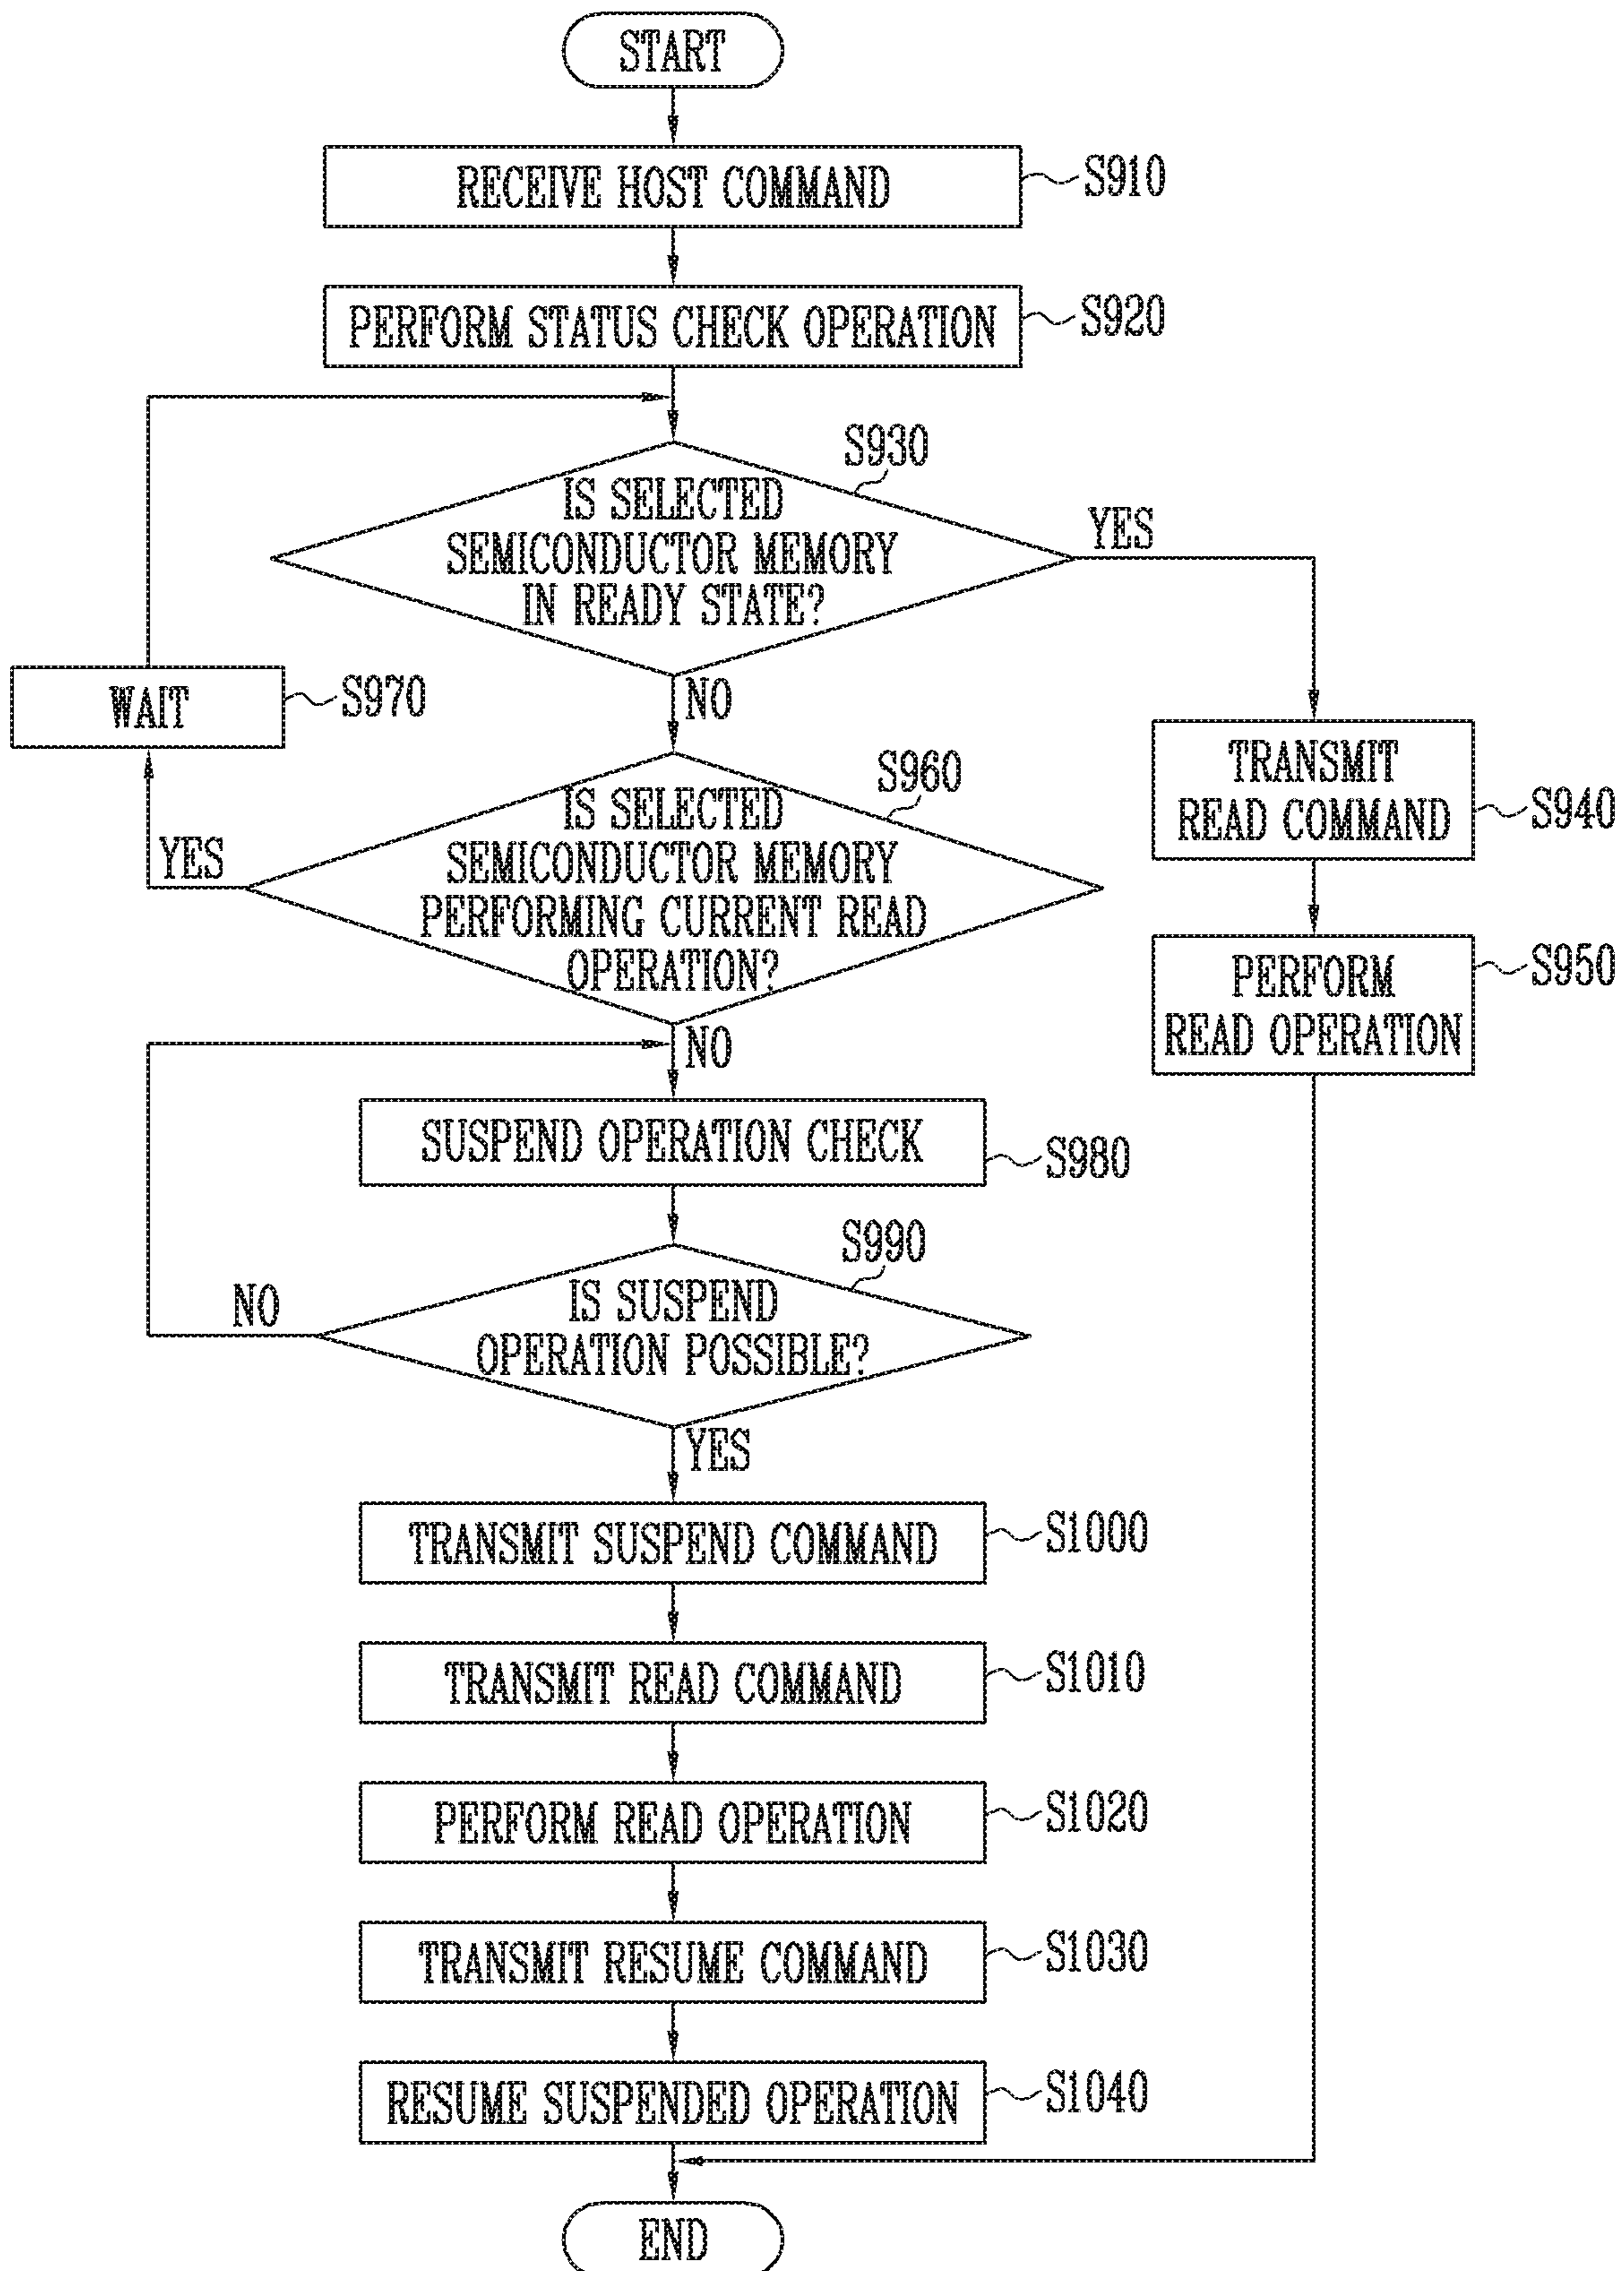 START
RECEIVE HOST COMMAND
S910
PERFORM STATUS CHECK OPERATION
S920
S930
IS SELECTED
SEMICONDUCTOR MEMORY
IN READY STATE?
YES
WAIT
S970
NO
TRANSMIT
READ COMMAND
S940
S960
IS SELECTED
SEMICONDUCTOR MEMORY
PERFORMING CURRENT READ
OPERATION?
YES
PERFORM
READ OPERATION
S950
NO
SUSPEND OPERATION CHECK
S980
S990
IS SUSPEND
OPERATION POSSIBLE?
NO
YES
TRANSMIT SUSPEND COMMAND
S1000
TRANSMIT READ COMMAND
S1010
PERFORM READ OPERATION
S1020
TRANSMIT RESUME COMMAND
S1030
RESUME SUSPENDED OPERATION
S1040
END